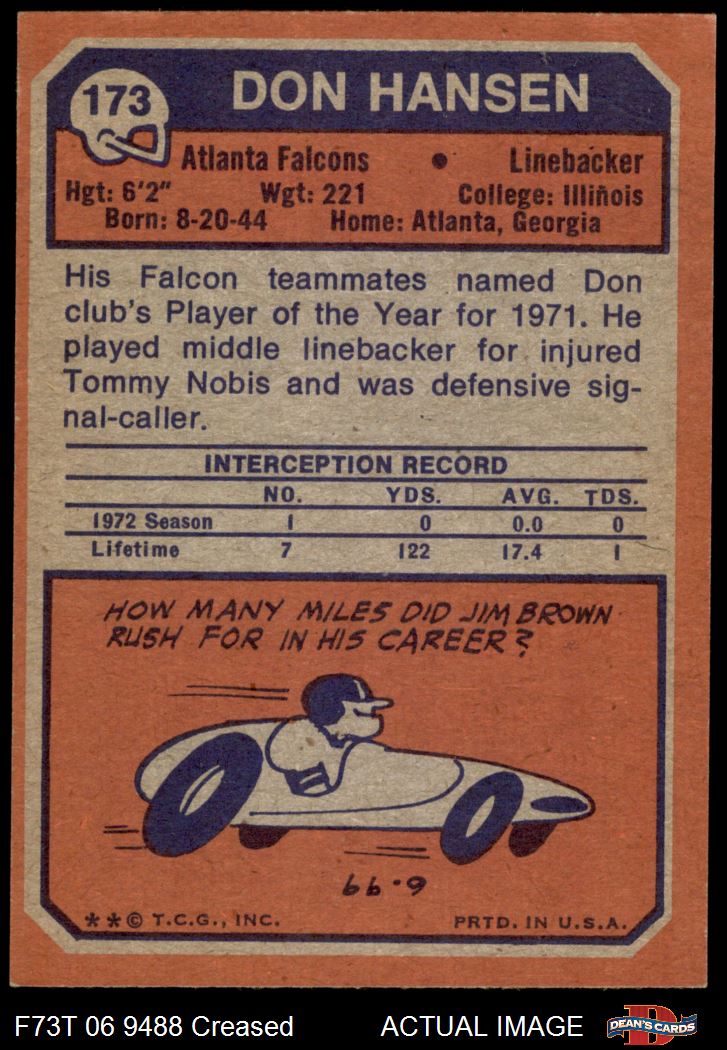 173
DON HANSEN
Atlanta Falcons • Linebacker
Hgt: 6'2" Wgt: 221 College: Illiñois
Born: 8-20-44 Home: Atlanta, Georgia
His Falcon teammates named Don
club's Player of the Year for 1971. He
played middle linebacker for injured
Tommy Nobis and was defensive sig-
nal-caller.
INTERCEPTION RECORD
NO. YDS. AVG. TDS.
1972 Season 1 0 0.0 0
Lifetime 7 122 17.4 1
HOW MANY MILES DID JIM BROWN
RUSH FOR IN HIS CAREER?
66.9
**© T.C.G., INC. PRTD. IN U.S.A.
F73T 06 9488 Creased ACTUAL IMAGE
D
DEAN'S CARDS